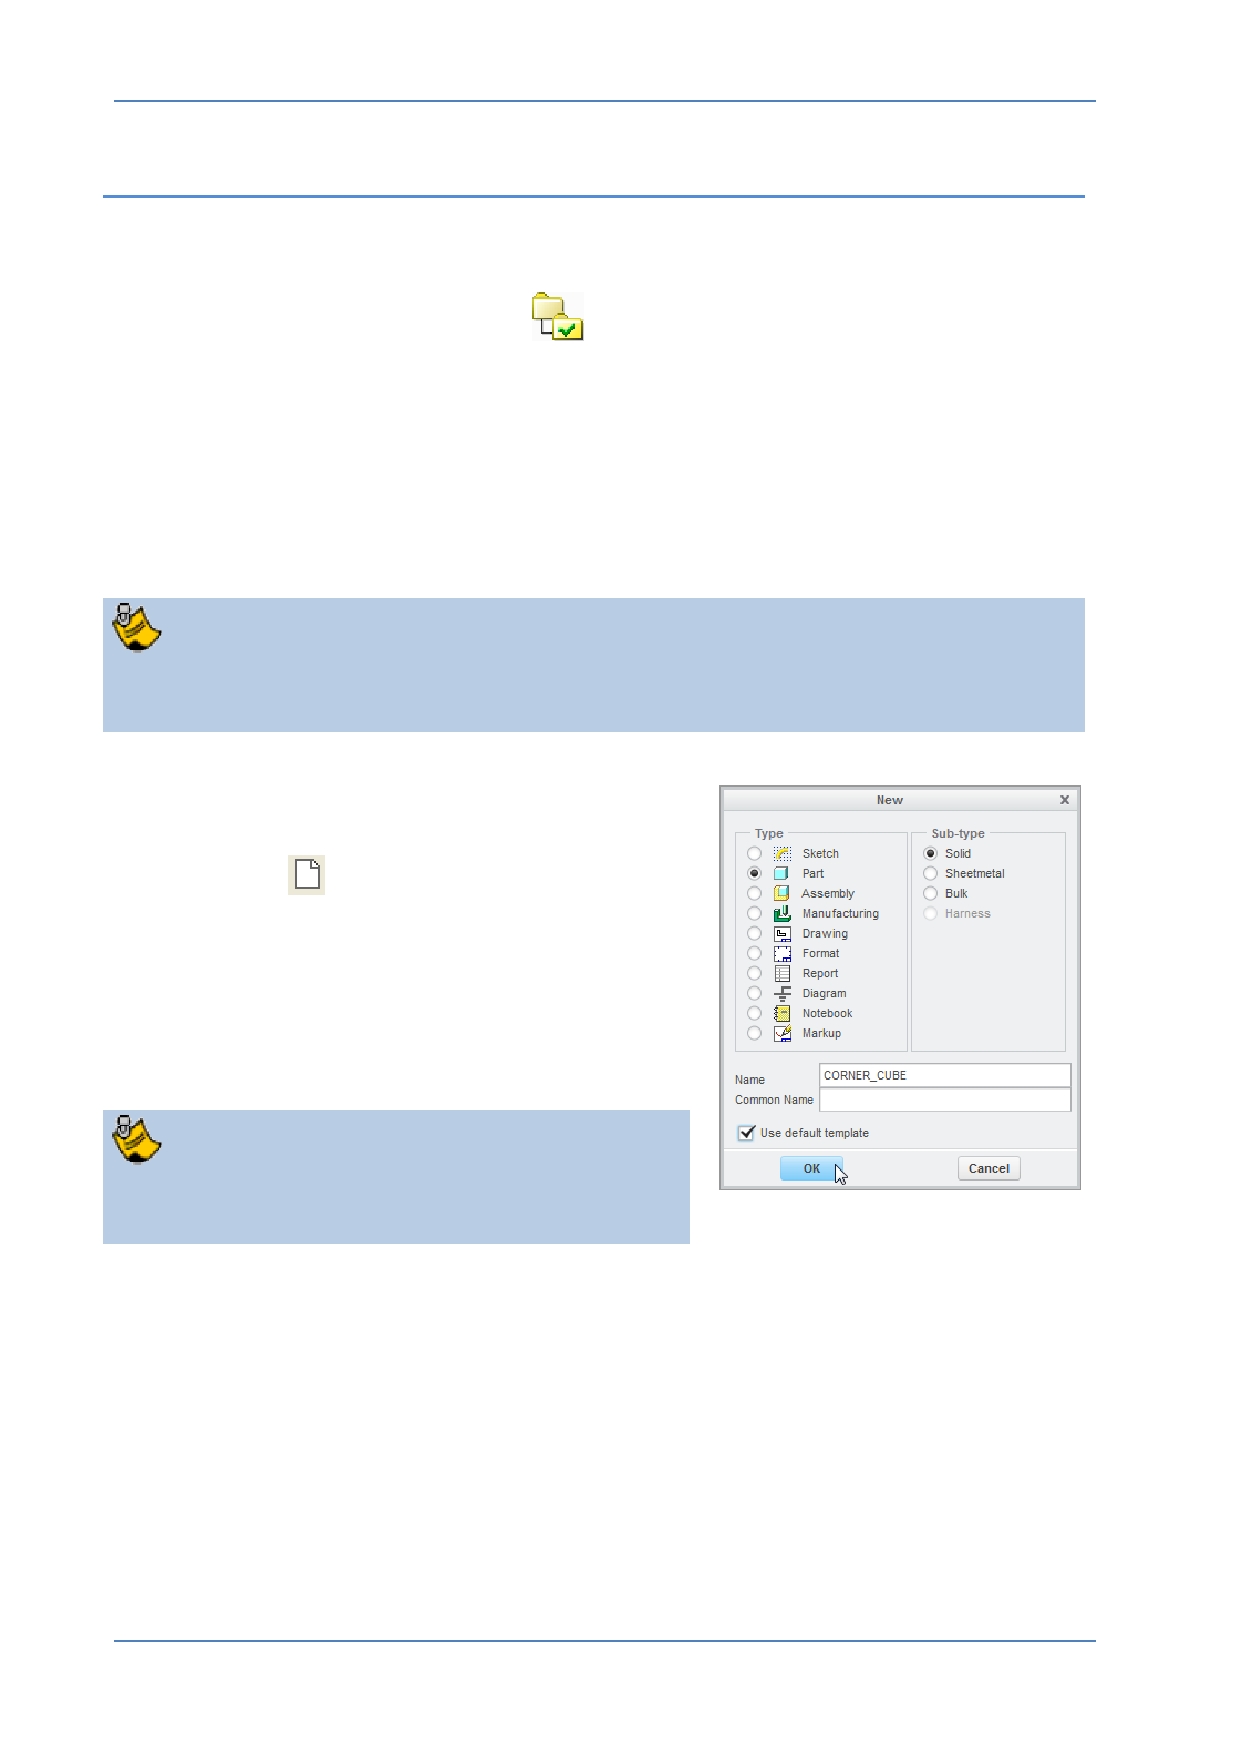 New
Type
Sub-type
Sketch
Solid
Part
Sheetmetal
Assembly
Bulk
Manufacturing
Harness
Drawing
Format
Report
Diagram
Notebook
Markup
Name CORNER_CUBE
Common Name
Use default template
OK Cancel